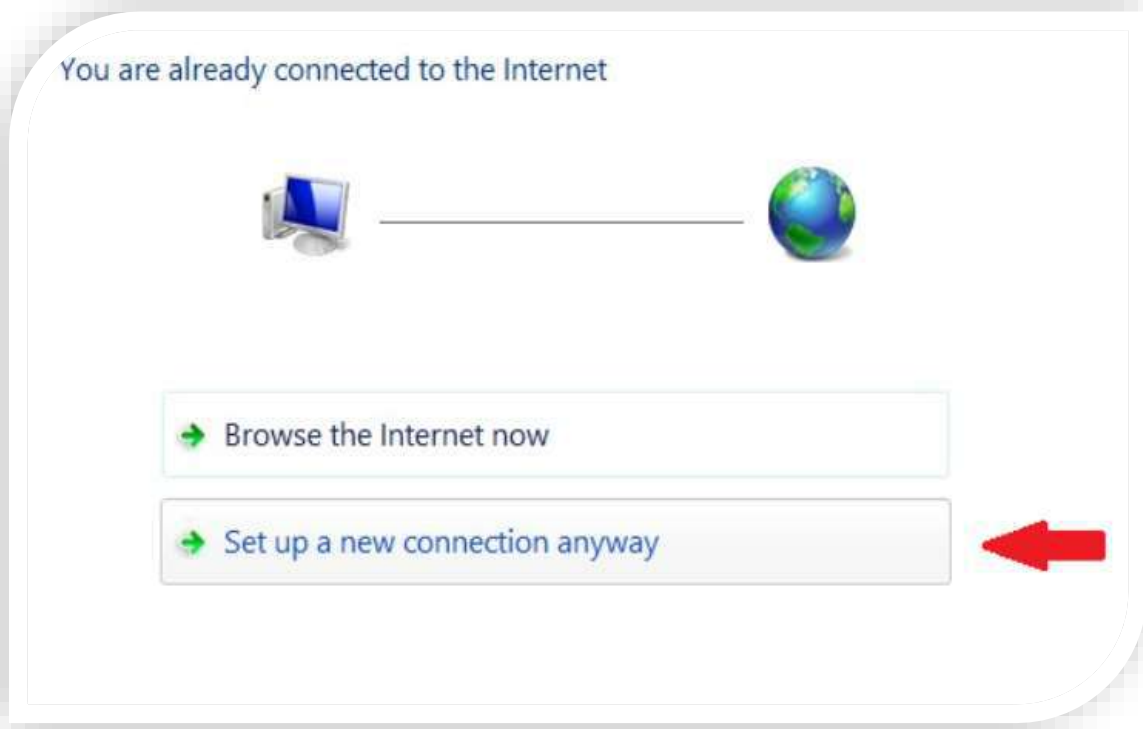 You are already connected to the Internet
Browse the Internet now
Set up a new connection anyway